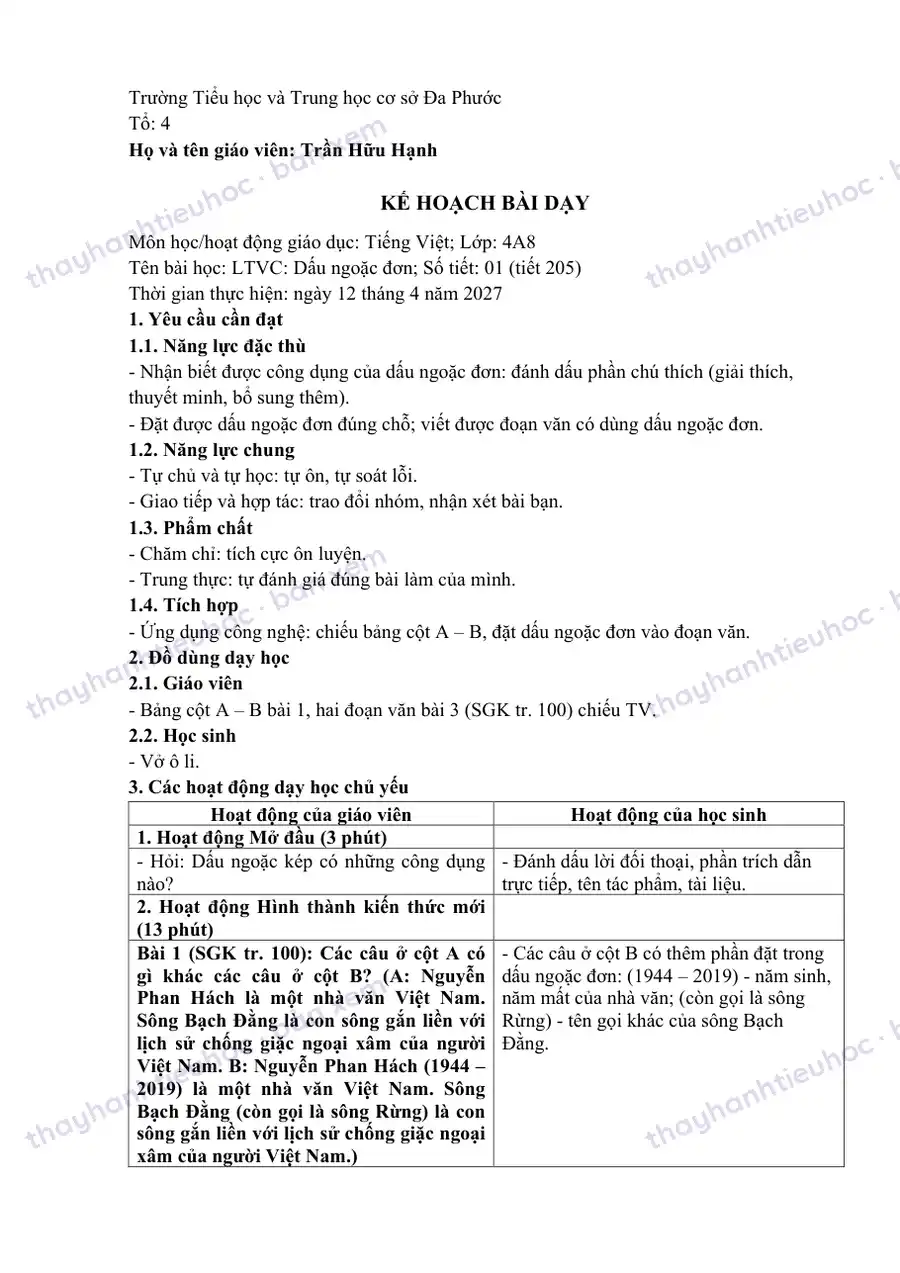 Trường Tiểu học và Trung học cơ sở Đa Phước
Tổ: 4
Họ và tên giáo viên: Trần Hữu Hạnh
KẾ HOẠCH BÀI DẠY
Môn học/hoạt động giáo dục: Tiếng Việt; Lớp: 4A8
Tên bài học: LTVC: Dấu ngoặc đơn; Số tiết: 01 (tiết 205)
Thời gian thực hiện: ngày 12 tháng 4 năm 2027
1. Yêu cầu cần đạt
1.1. Năng lực đặc thù
- Nhận biết được công dụng của dấu ngoặc đơn: đánh dấu phần chú thích (giải thích,
thuyết minh, bổ sung thêm).
- Đặt được dấu ngoặc đơn đúng chỗ; viết được đoạn văn có dùng dấu ngoặc đơn.
1.2. Năng lực chung
- Tự chủ và tự học: tự ôn, tự soát lỗi.
- Giao tiếp và hợp tác: trao đổi nhóm, nhận xét bài bạn.
1.3. Phẩm chất
- Chăm chỉ: tích cực ôn luyện.
- Trung thực: tự đánh giá đúng bài làm của mình.
1.4. Tích hợp
- Ứng dụng công nghệ: chiếu bảng cột A – B, đặt dấu ngoặc đơn vào đoạn văn.
2. Đồ dùng dạy học
2.1. Giáo viên
- Bảng cột A – B bài 1, hai đoạn văn bài 3 (SGK tr. 100) chiếu TV.
2.2. Học sinh
- Vở ô li.
3. Các hoạt động dạy học chủ yếu
Hoạt động của giáo viên
Hoạt động của học sinh
1. Hoạt động Mở đầu (3 phút)
- Hỏi: Dấu ngoặc kép có những công dụng
nào?
- Đánh dấu lời đối thoại, phần trích dẫn
trực tiếp, tên tác phẩm, tài liệu.
2. Hoạt động Hình thành kiến thức mới
(13 phút)
Bài 1 (SGK tr. 100): Các câu ở cột A có
gì khác các câu ở cột B? (A: Nguyễn
Phan Hách là một nhà văn Việt Nam.
Sông Bạch Đằng là con sông gắn liền với
lịch sử chống giặc ngoại xâm của người
Việt Nam. B: Nguyễn Phan Hách (1944 –
2019) là một nhà văn Việt Nam. Sông
Bạch Đằng (còn gọi là sông Rừng) là con
sông gắn liền với lịch sử chống giặc ngoại
xâm của người Việt Nam.)
- Các câu ở cột B có thêm phần đặt trong
dấu ngoặc đơn: (1944 – 2019) - năm sinh,
năm mất của nhà văn; (còn gọi là sông
Rừng) - tên gọi khác của sông Bạch
Đằng.
thayhanhtieuhoc · bản xem
thayhanhtieuhoc · b
thayhanhtieuhoc · bản xem
thayhanhtieuhoc · b
thayhanhtieuhoc · bản xem
thayhanhtieuhoc · b